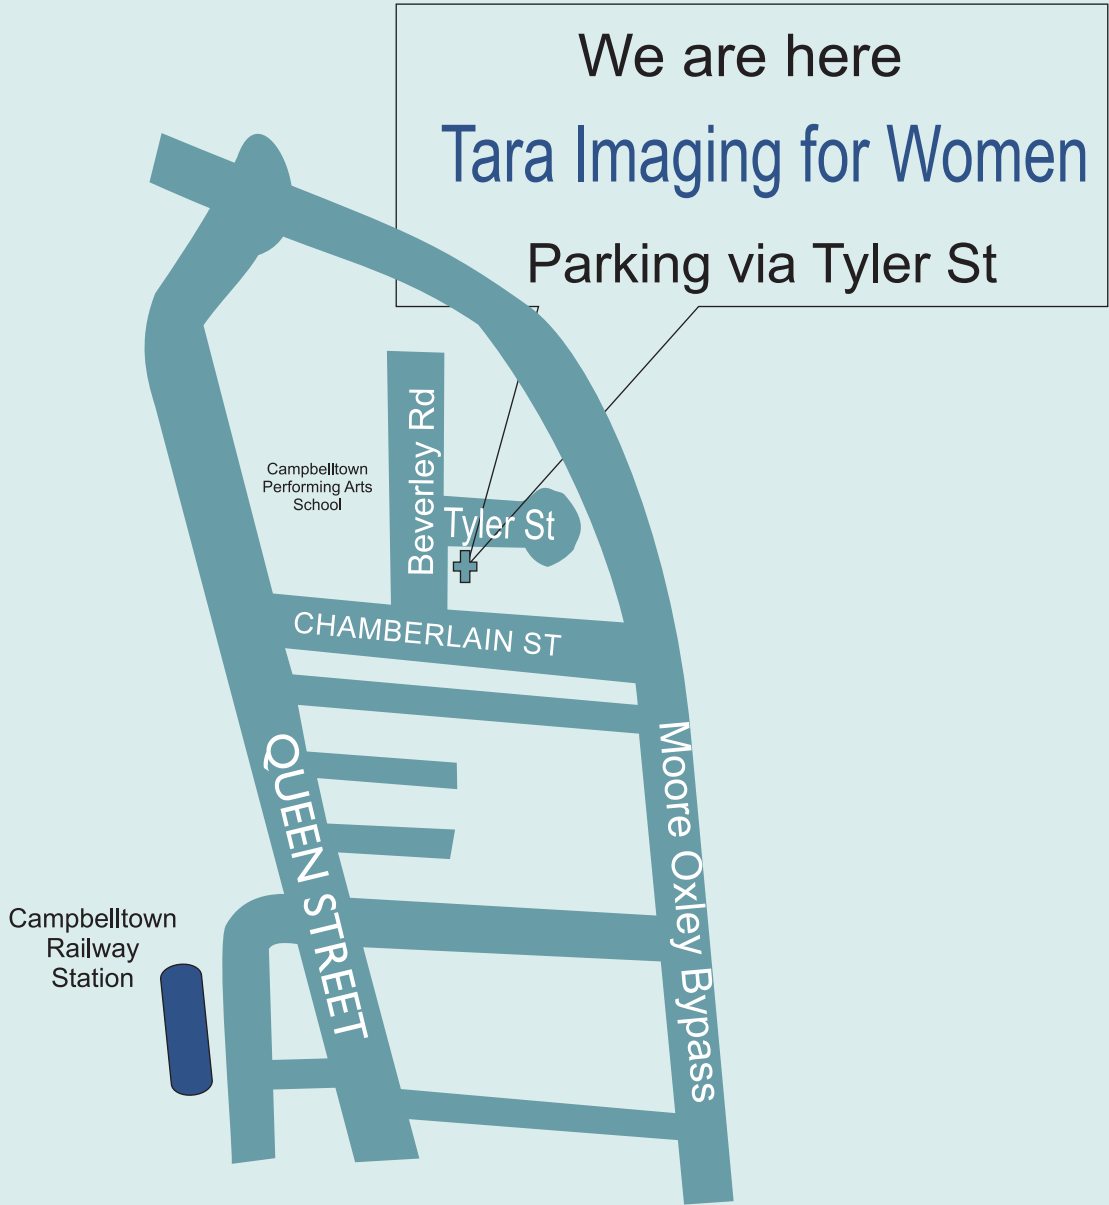 We are here
Tara Imaging for Women
Parking via Tyler St
Beverley Rd
Campbelltown
Performing Arts
School
Tyler St
CHAMBERLAIN ST
QUEEN STREET
Moore Oxley Bypass
Campbelltown
Railway
Station